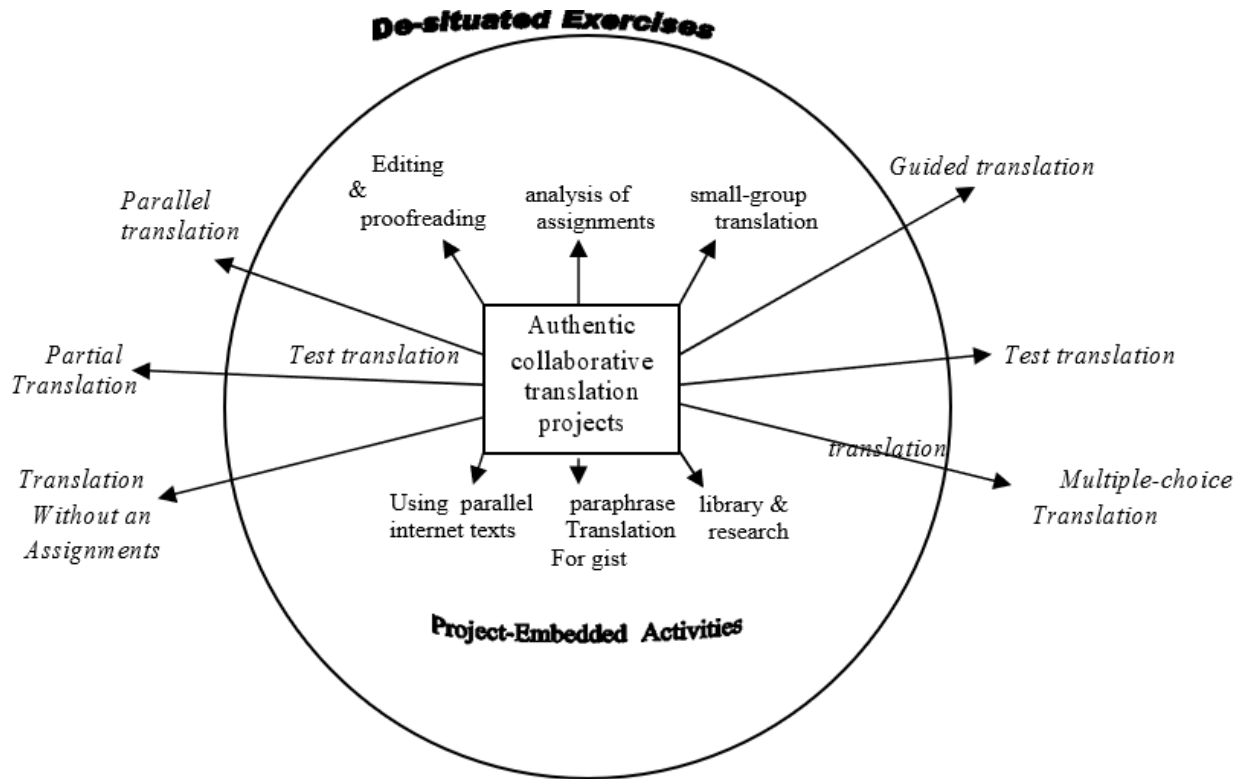 De-situated Exercises
Editing
&
proofreading
analysis of
assignments
small-group
translation
Guided translation
Parallel
translation
Authentic
collaborative
translation
projects
Partial
Translation
Test translation
Test translation
translation
Translation
Without an
Assignments
Multiple-choice
Translation
Using parallel
internet texts
paraphrase
Translation
For gist
library &
research
Project-Embedded Activities